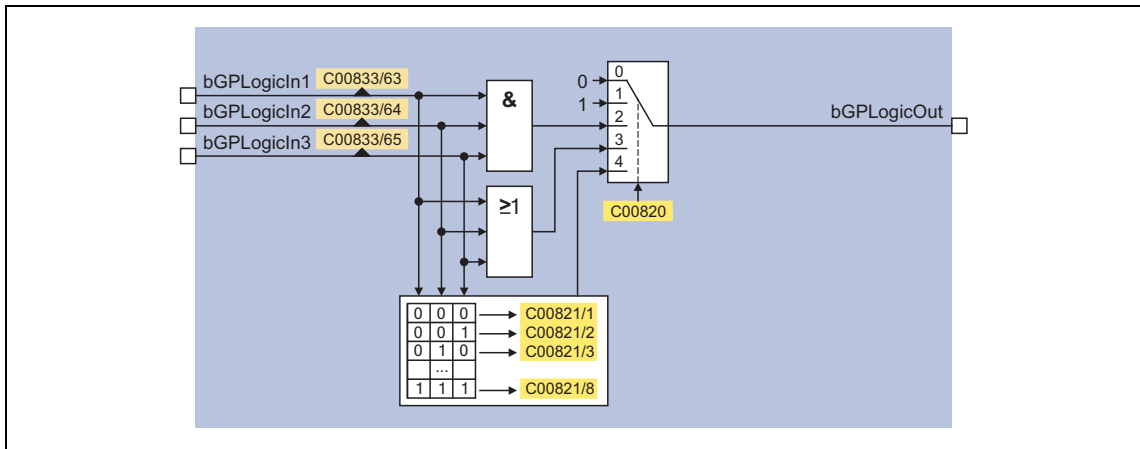 bGPLogicIn1 C00833/63
bGPLogicIn2 C00833/64
bGPLogicIn3 C00833/65
&
≥1
0 0
1 1
2
3
4
C00820
bGPLogicOut
0 0 0 C00821/1
0 0 1 C00821/2
0 1 0 C00821/3
...
1 1 1 C00821/8